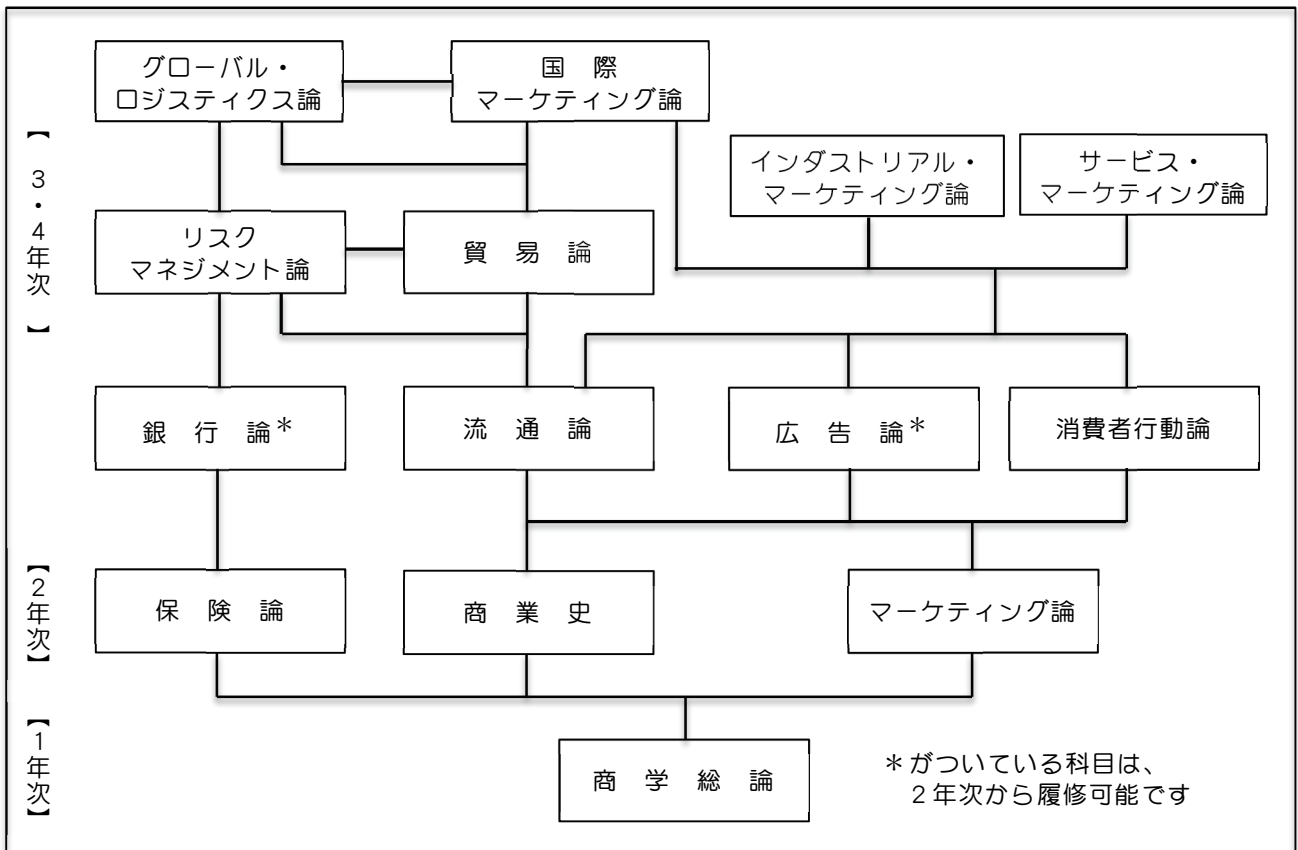 グローバル・
ロジスティクス論
国際
マーケティング論
インダストリアル・
マーケティング論
サービス・
マーケティング論
【3・4年次】
リスク
マネジメント論
貿易論
銀行論*
流通論
広告論*
消費者行動論
【2年次】
保険論
商業史
マーケティング論
【1年次】
商学総論
*がついている科目は、
2年次から履修可能です